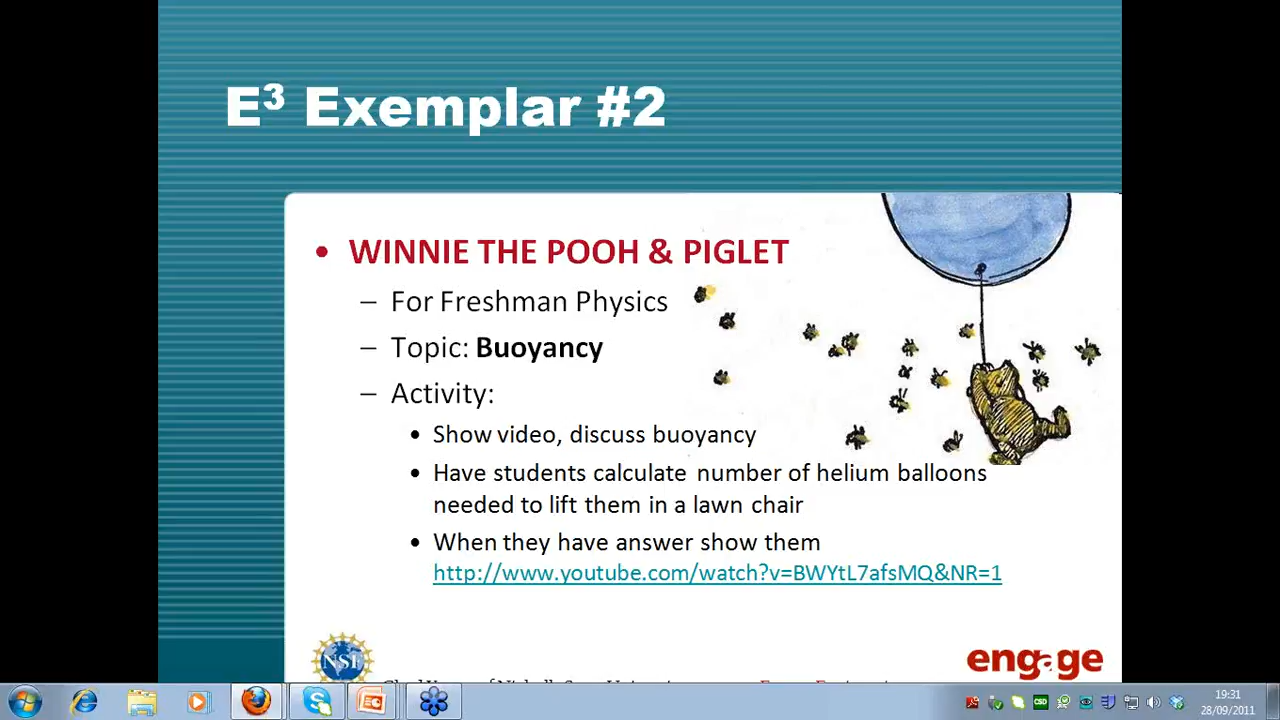 E³ Exemplar #2
• WINNIE THE POOH & PIGLET
– For Freshman Physics
– Topic: Buoyancy
– Activity:
• Show video, discuss buoyancy
• Have students calculate number of helium balloons
needed to lift them in a lawn chair
• When they have answer show them
http://www.youtube.com/watch?v=BWYtL7afsMQ&NR=1
NSF
engage
CSD
19:31
28/09/2011